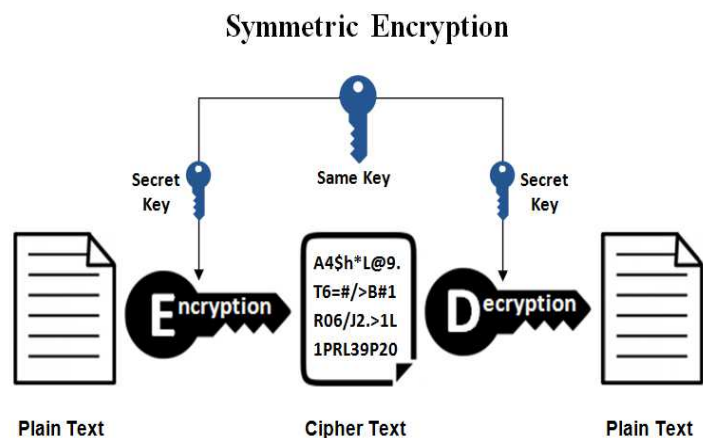 Symmetric Encryption
Secret
Key
Same Key
Secret
Key
Encryption
A4$h*L@9.
T6=#/>B#1
R06/J2.>1L
1PRL39P20
Decryption
Plain Text
Cipher Text
Plain Text